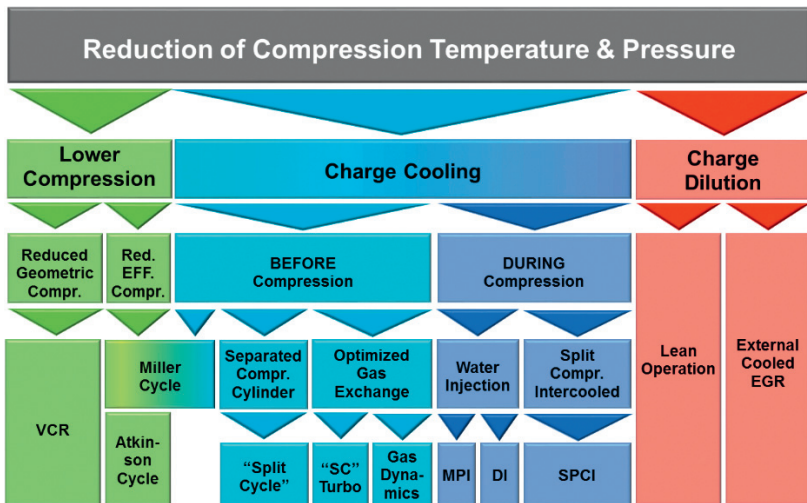 Reduction of Compression Temperature & Pressure
Lower
Compression
Charge Cooling
Charge
Dilution
Reduced
Geometric
Compr.
Red.
EFF.
Compr.
BEFORE
Compression
DURING
Compression
Lean
Operation
External
Cooled
EGR
VCR
Miller
Cycle
Separated
Compr.
Cylinder
Optimized
Gas
Exchange
Water
Injection
Split
Compr.
Intercooled
Atkin-
son
Cycle
“Split
Cycle”
“SC”
Turbo
Gas
Dyna-
mics
MPI
DI
SPCI